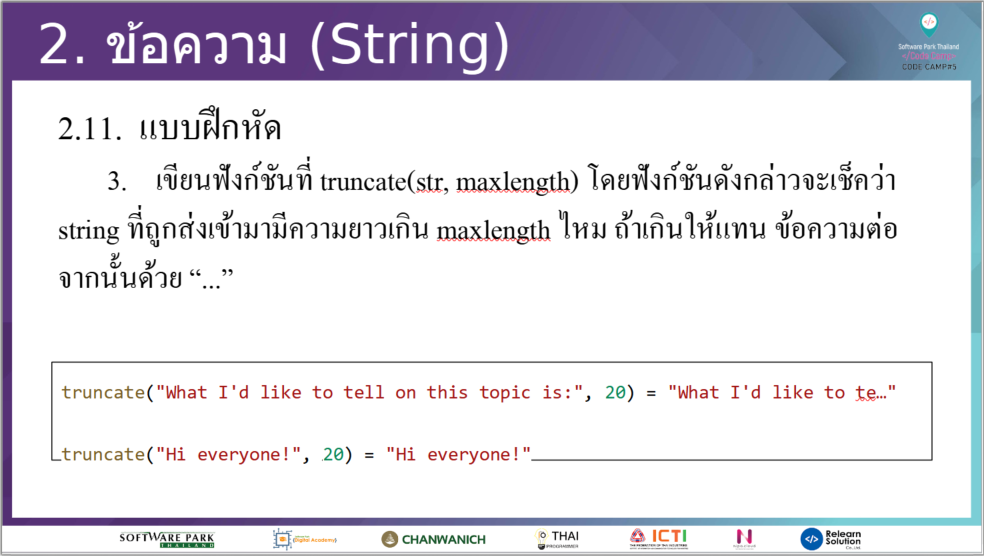 2. ข้อความ (String)
Software Park Thailand
</Code Camp>
CODE CAMP#5
2.11. แบบฝึกหัด
3. เขียนฟังก์ชันที่ truncate(str, maxlength) โดยฟังก์ชันดังกล่าวจะเช็คว่า
string ที่ถูกส่งเข้ามามีความยาวเกิน maxlength ไหม ถ้าเกินให้แทน ข้อความต่อ
จากนั้นด้วย “...”
truncate("What I'd like to tell on this topic is:", 20) = "What I'd like to te…"
truncate("Hi everyone!", 20) = "Hi everyone!"
SOFTWARE PARK
THAILAND
Digital Academy
CHANWANICH
THAI
PROGRAMMER
ICTI
Relearn
Solution
Co., Ltd.